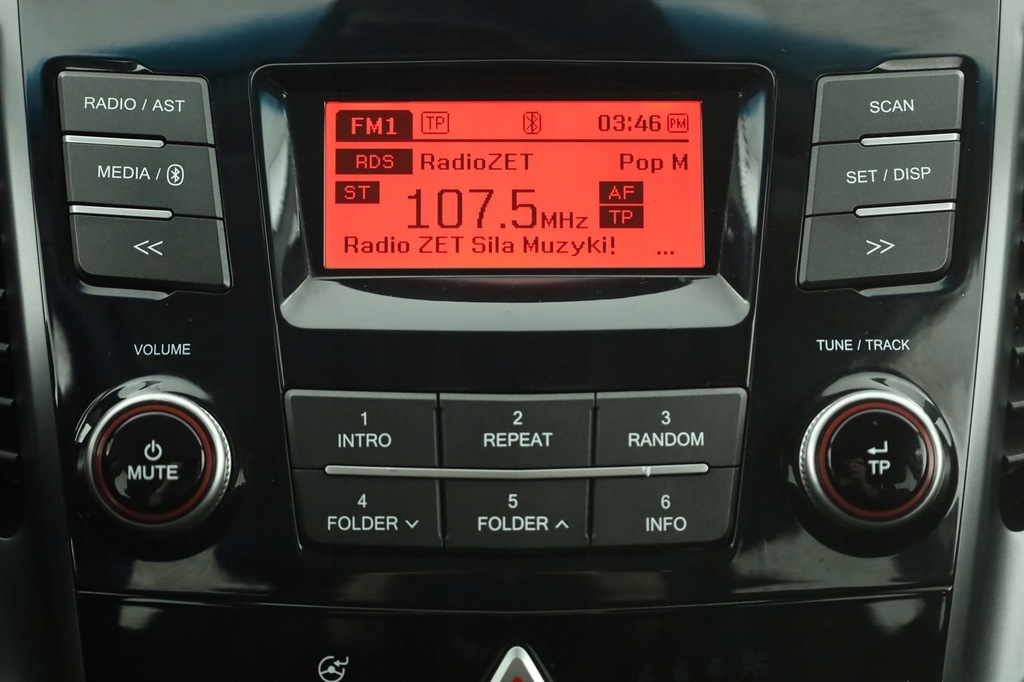 RADIO / AST
MEDIA /
<<
FM1 TP 03:46 PM
RDS RadioZET Pop M
ST 107.5 MHz AF
TP
Radio ZET Sila Muzyki! ...
SCAN
SET / DISP
>>
VOLUME
TUNE / TRACK
MUTE
1
INTRO
2
REPEAT
3
RANDOM
4
FOLDER
5
FOLDER
6
INFO
TP